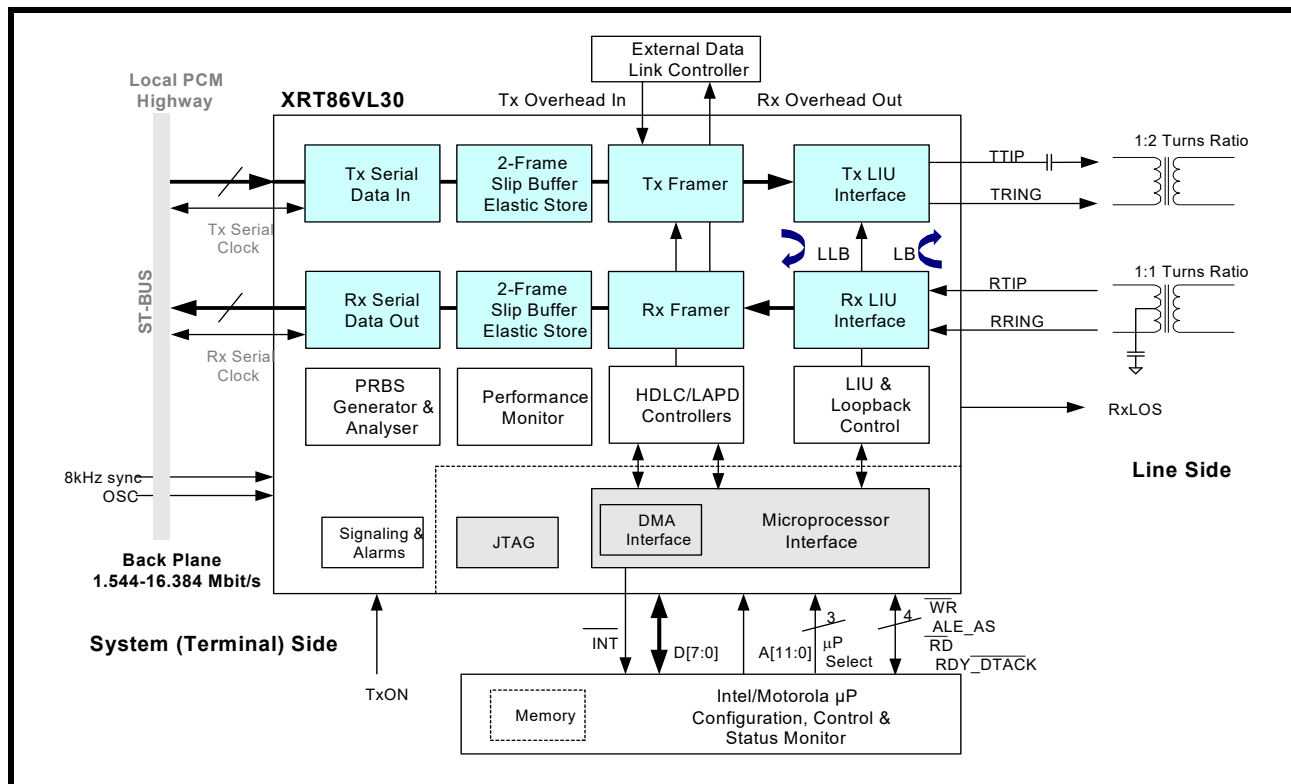 External Data
Link Controller
Local PCM
Highway
XRT86VL30
Tx Overhead In
Rx Overhead Out
1:2 Turns Ratio
TTIP
Tx Serial
Data In
2-Frame
Slip Buffer
Elastic Store
Tx Framer
Tx LIU
Interface
TRING
Tx Serial
Clock
LLB
LB
1:1 Turns Ratio
ST-BUS
RTIP
Rx Serial
Data Out
2-Frame
Slip Buffer
Elastic Store
Rx Framer
Rx LIU
Interface
RRING
Rx Serial
Clock
PRBS
Generator &
Analyser
Performance
Monitor
HDLC/LAPD
Controllers
LIU &
Loopback
Control
RxLOS
8kHz sync
OSC
Line Side
Signaling &
Alarms
JTAG
DMA
Interface
Microprocessor
Interface
Back Plane
1.544-16.384 Mbit/s
System (Terminal) Side
TxON
INT
D[7:0]
A[11:0]
3
µP
Select
4
WR
ALE_AS
RD
RDY_DTACK
Memory
Intel/Motorola µP
Configuration, Control &
Status Monitor